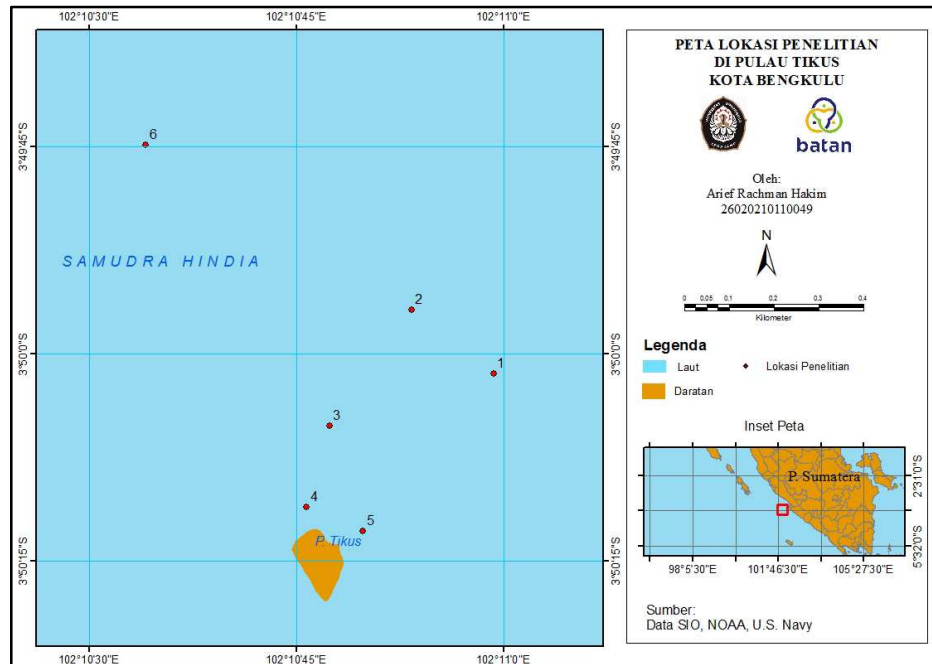 102°10'30"E 102°10'45"E 102°11'0"E
3°49'45"S
3°50'0"S
3°50'15"S
6
SAMUDRA HINDIA
2
1
3
4
5
P. Tikus
3°49'45"S
3°50'0"S
3°50'15"S
102°10'30"E 102°10'45"E 102°11'0"E
PETA LOKASI PENELITIAN
DI PULAU TIKUS
KOTA BENGKULU
batan
Oleh:
Arief Rachman Hakim
26020210110049
N
0 0.05 0.1 0.2 0.3 0.4
Kilometer
Legenda
Laut
Lokasi Penelitian
Daratan
Inset Peta
P. Sumatera
2°31'0"S
5°32'0"S
98°5'30"E 101°46'30"E 105°27'30"E
Sumber:
Data SIO, NOAA, U.S. Navy